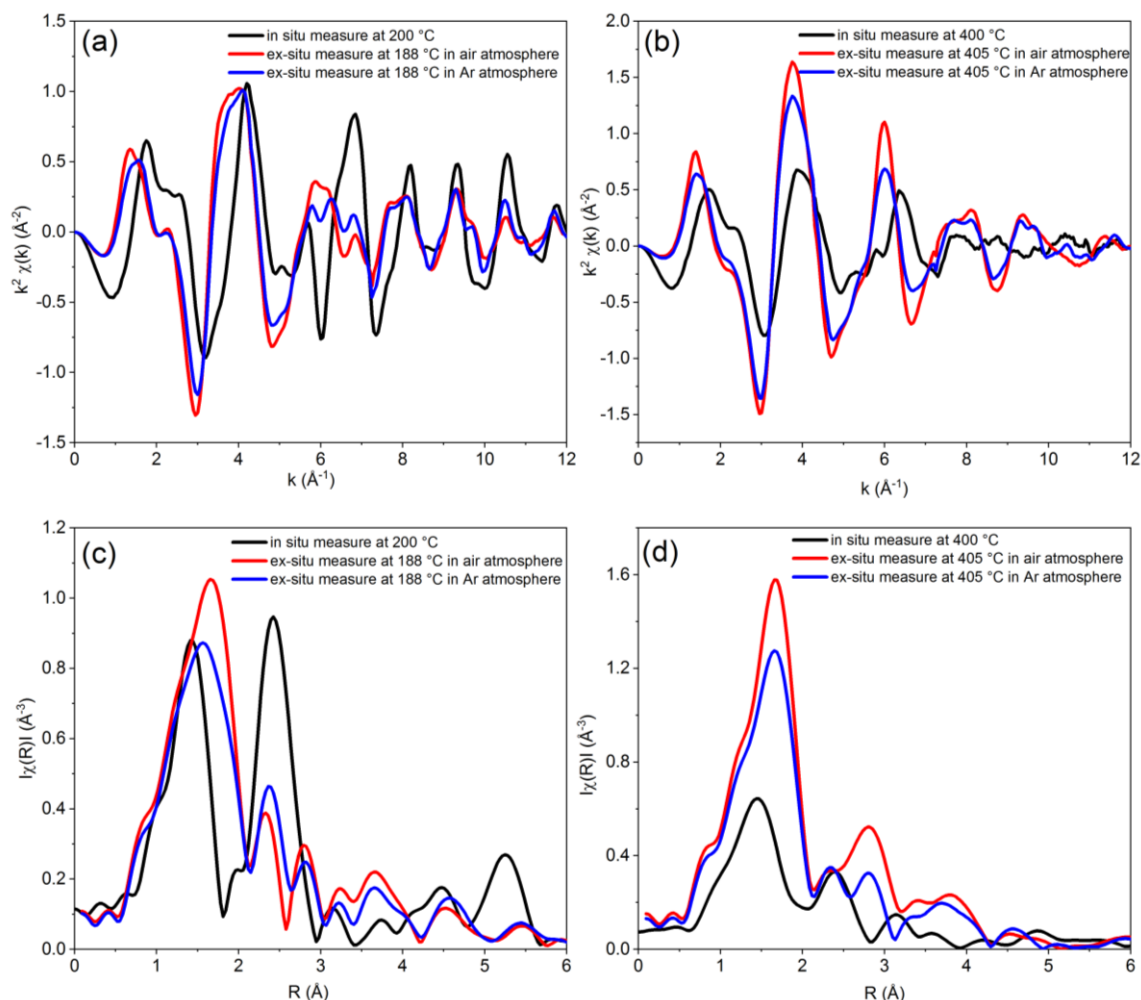 (a)
in situ measure at 200 °C
ex-situ measure at 188 °C in air atmosphere
ex-situ measure at 188 °C in Ar atmosphere
1.5
1.0
0.5
0.0
-0.5
-1.0
-1.5
k² χ(k) (Å⁻²)
0 2 4 6 8 10 12
k (Å⁻¹)
(b)
in situ measure at 400 °C
ex-situ measure at 405 °C in air atmosphere
ex-situ measure at 405 °C in Ar atmosphere
2.0
1.5
1.0
0.5
0.0
-0.5
-1.0
-1.5
k² χ(k) (Å⁻²)
0 2 4 6 8 10 12
k (Å⁻¹)
(c)
in situ measure at 200 °C
ex-situ measure at 188 °C in air atmosphere
ex-situ measure at 188 °C in Ar atmosphere
1.2
1.0
0.8
0.6
0.4
0.2
0.0
|χ(R)| (Å⁻³)
0 1 2 3 4 5 6
R (Å)
(d)
in situ measure at 400 °C
ex-situ measure at 405 °C in air atmosphere
ex-situ measure at 405 °C in Ar atmosphere
1.6
1.2
0.8
0.4
0.0
|χ(R)| (Å⁻³)
0 1 2 3 4 5 6
R (Å)